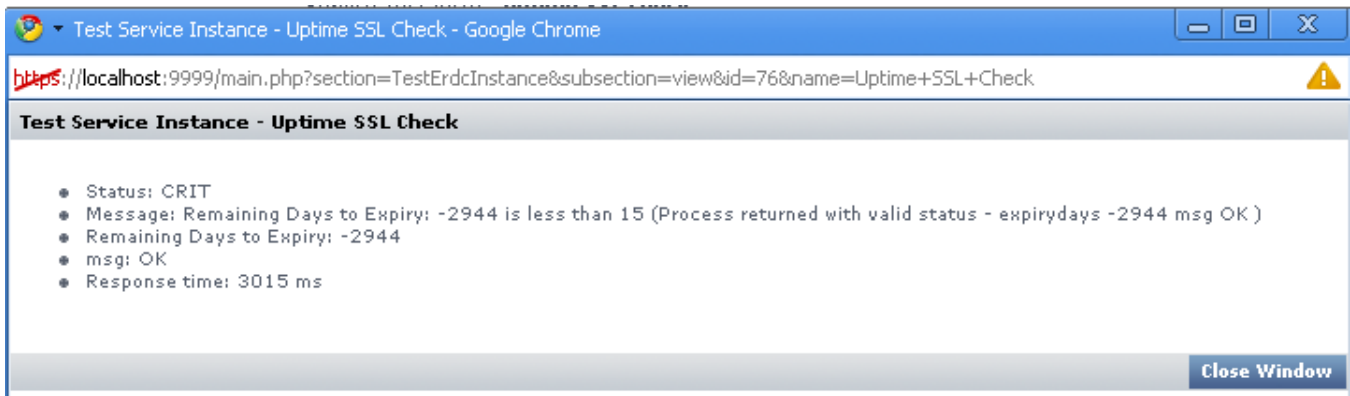 Test Service Instance - Uptime SSL Check - Google Chrome
https://localhost:9999/main.php?section=TestErdcInstance&subsection=view&id=76&name=Uptime+SSL+Check
Test Service Instance - Uptime SSL Check
Status: CRIT
Message: Remaining Days to Expiry: -2944 is less than 15 (Process returned with valid status - expirydays -2944 msg OK )
Remaining Days to Expiry: -2944
msg: OK
Response time: 3015 ms
Close Window